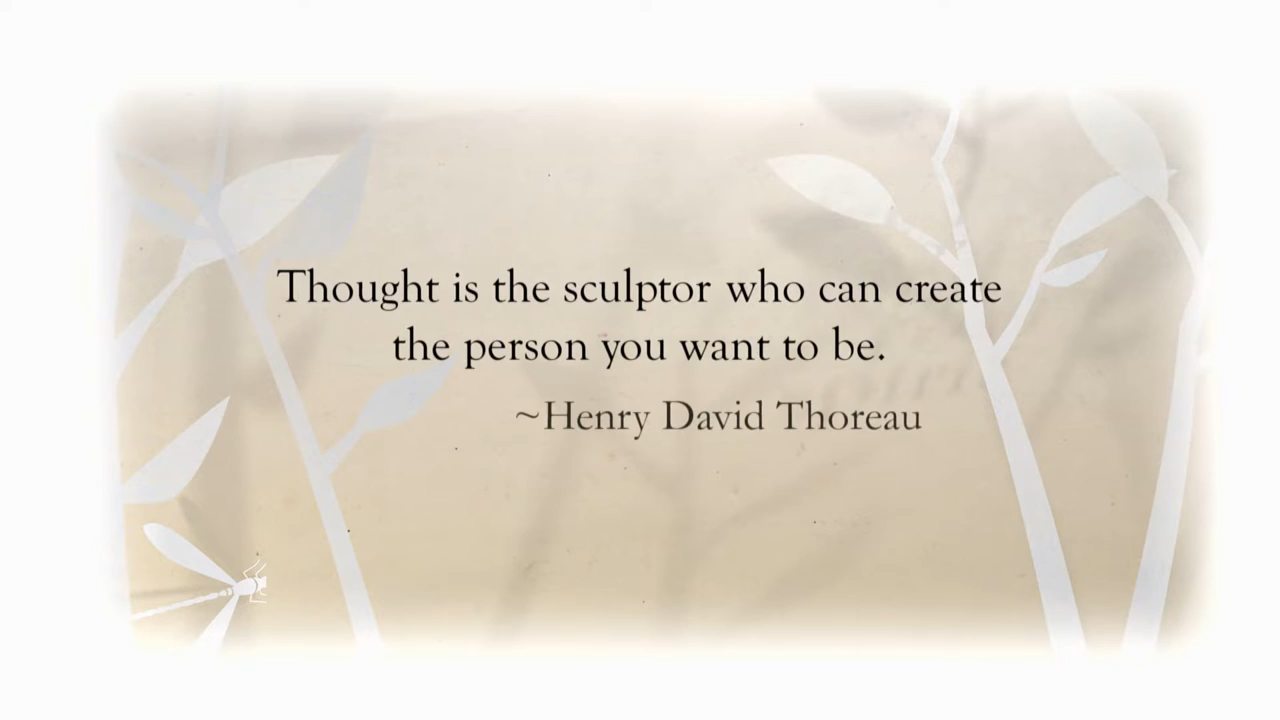 Thought is the sculptor who can create
the person you want to be.
~Henry David Thoreau